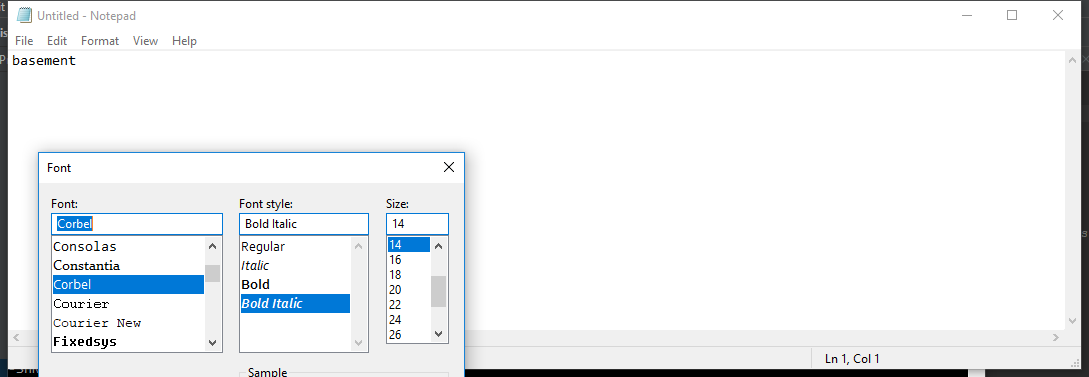 Untitled - Notepad
File Edit Format View Help
basement
Font
Font: Font style: Size:
Corbel Bold Italic 14
Consolas Regular 14
Constantia Italic 16
Corbel Bold 18
Courier Bold Italic 20
Courier New 22
Fixedsys 24
26
Sample
Ln 1, Col 1